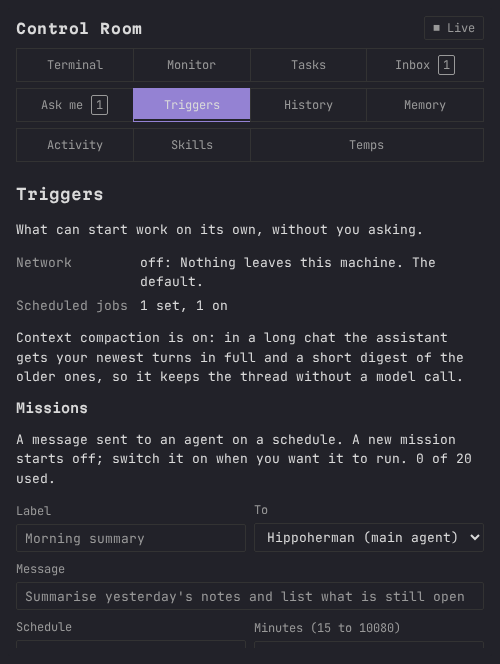 Control Room
Live
Terminal Monitor Tasks Inbox 1
Ask me 1 Triggers History Memory
Activity Skills Temps
Triggers
What can start work on its own, without you asking.
Network off: Nothing leaves this machine. The
default.
Scheduled jobs 1 set, 1 on
Context compaction is on: in a long chat the assistant
gets your newest turns in full and a short digest of the
older ones, so it keeps the thread without a model call.
Missions
A message sent to an agent on a schedule. A new mission
starts off; switch it on when you want it to run. 0 of 20
used.
Label To
Morning summary Hippoherman (main agent)
Message
Summarise yesterday's notes and list what is still open
Schedule Minutes (15 to 10080)